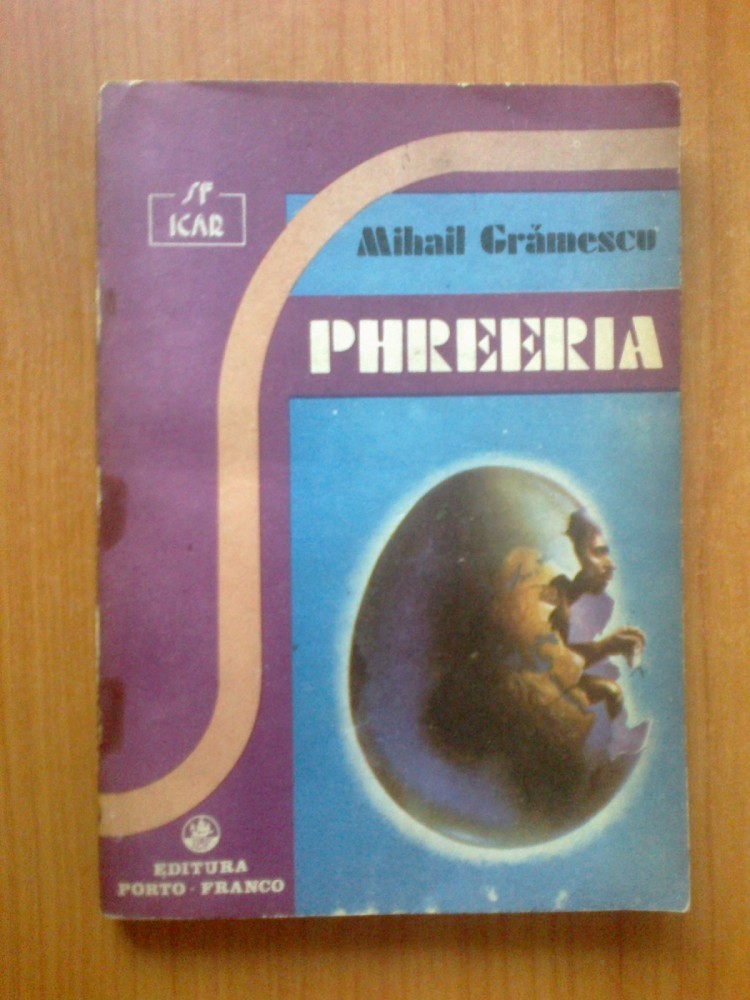 SF
ICAR
Mihail Grămescu
PHREERIA
EDITURA
PORTO-FRANCO